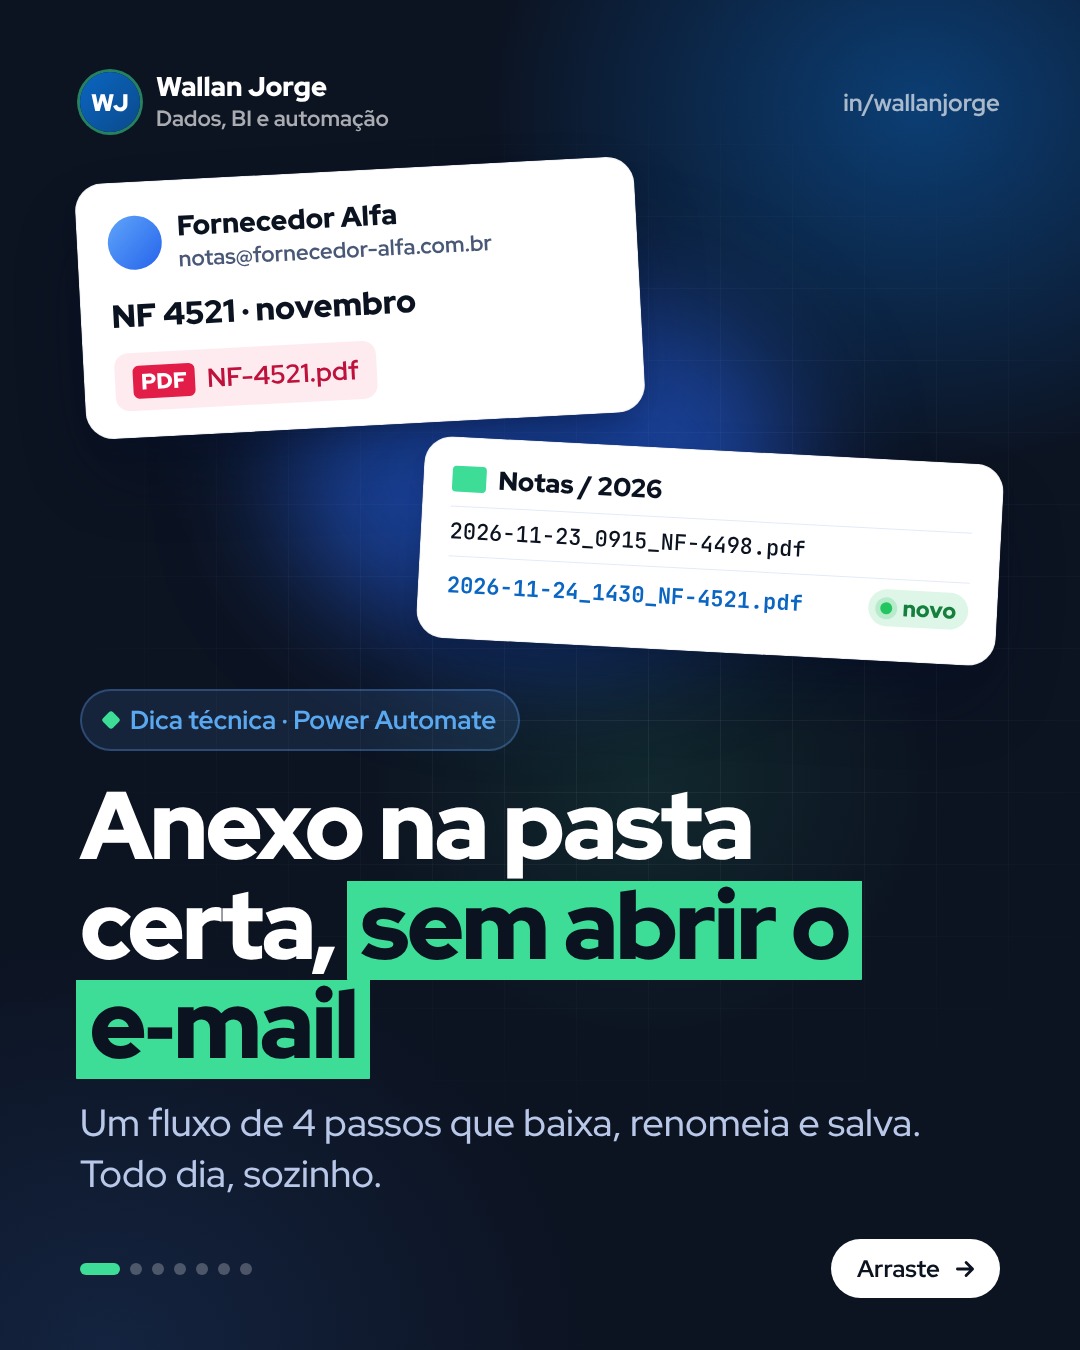 WJ
Wallan Jorge
Dados, BI e automação
in/wallanjorge
Fornecedor Alfa
notas@fornecedor-alfa.com.br
NF 4521 · novembro
PDF NF-4521.pdf
Notas / 2026
2026-11-23_0915_NF-4498.pdf
2026-11-24_1430_NF-4521.pdf
novo
Dica técnica · Power Automate
Anexo na pasta
certa, sem abrir o
e-mail
Um fluxo de 4 passos que baixa, renomeia e salva.
Todo dia, sozinho.
Arraste →